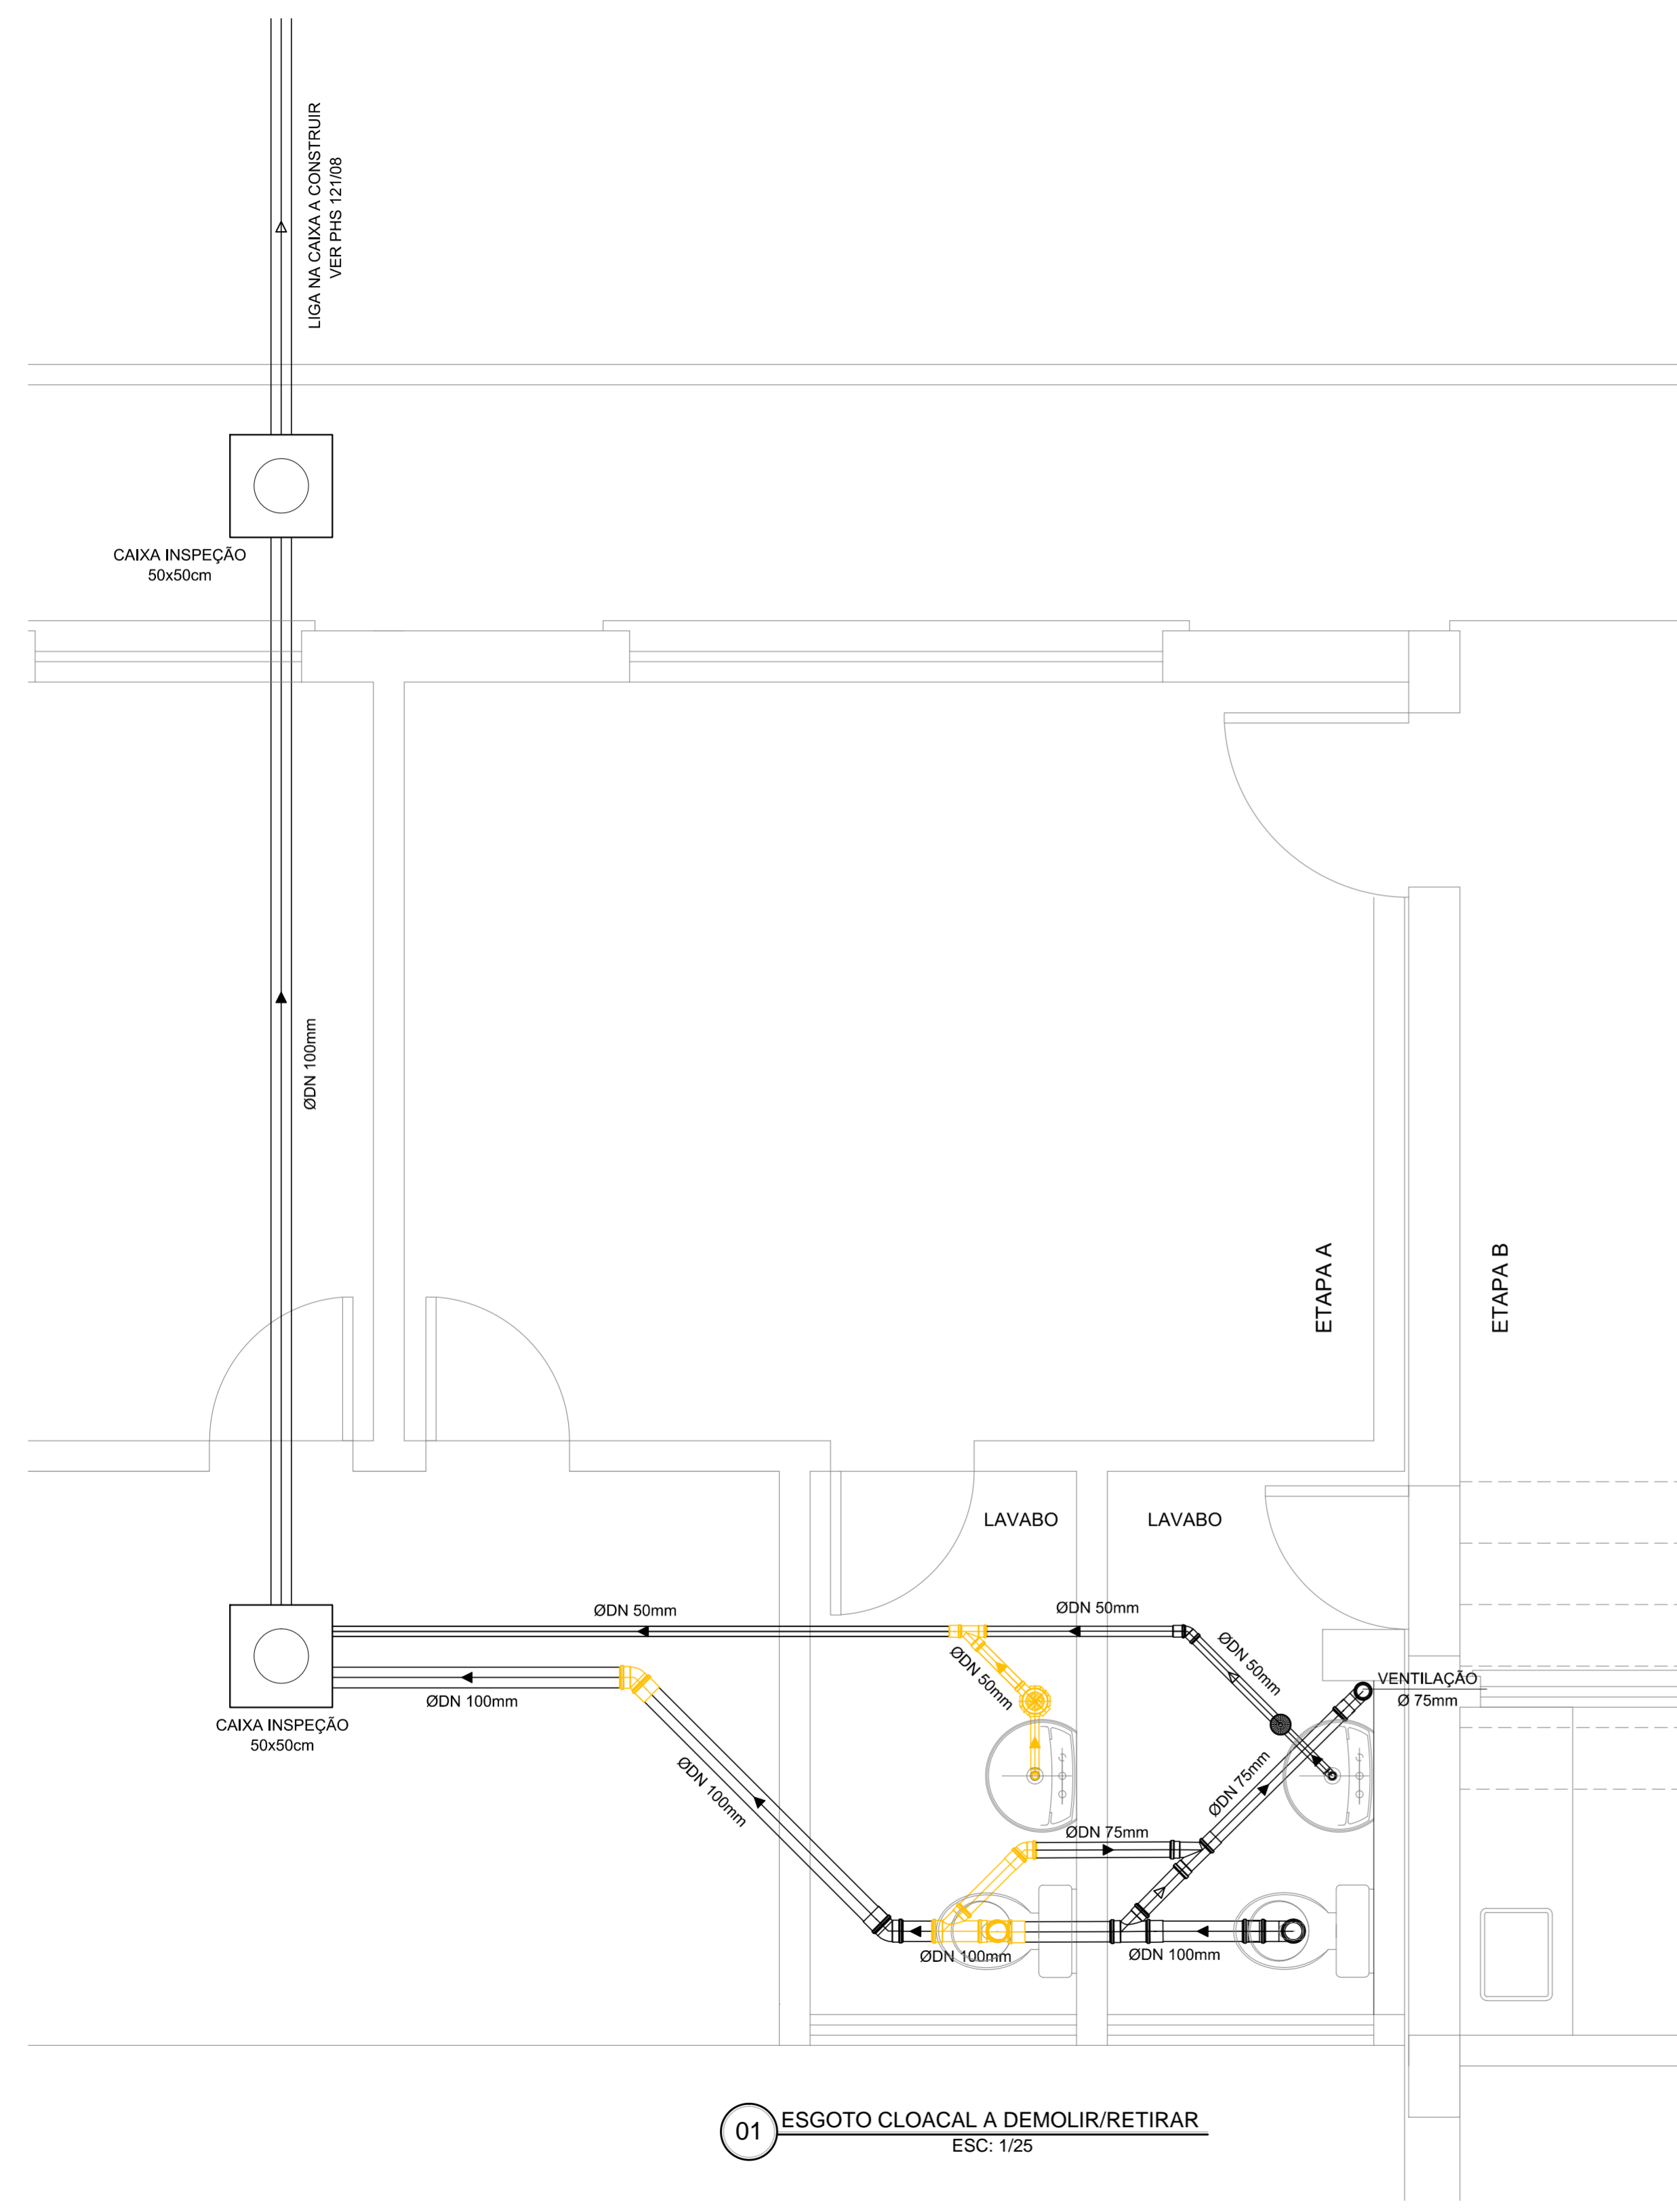 LIGA NA CAIXA A CONSTRUIR
VER PHS 121/08
CAIXA INSPEÇÃO
50x50cm
ØDN 100mm
ETAPA A
ETAPA B
LAVABO
LAVABO
ØDN 50mm
ØDN 50mm
ØDN 50mm
ØDN 50mm
VENTILAÇÃO
Ø 75mm
ØDN 100mm
CAIXA INSPEÇÃO
50x50cm
ØDN 100mm
ØDN 75mm
ØDN 75mm
ØDN 100mm
ØDN 100mm
01
ESGOTO CLOACAL A DEMOLIR/RETIRAR
ESC: 1/25